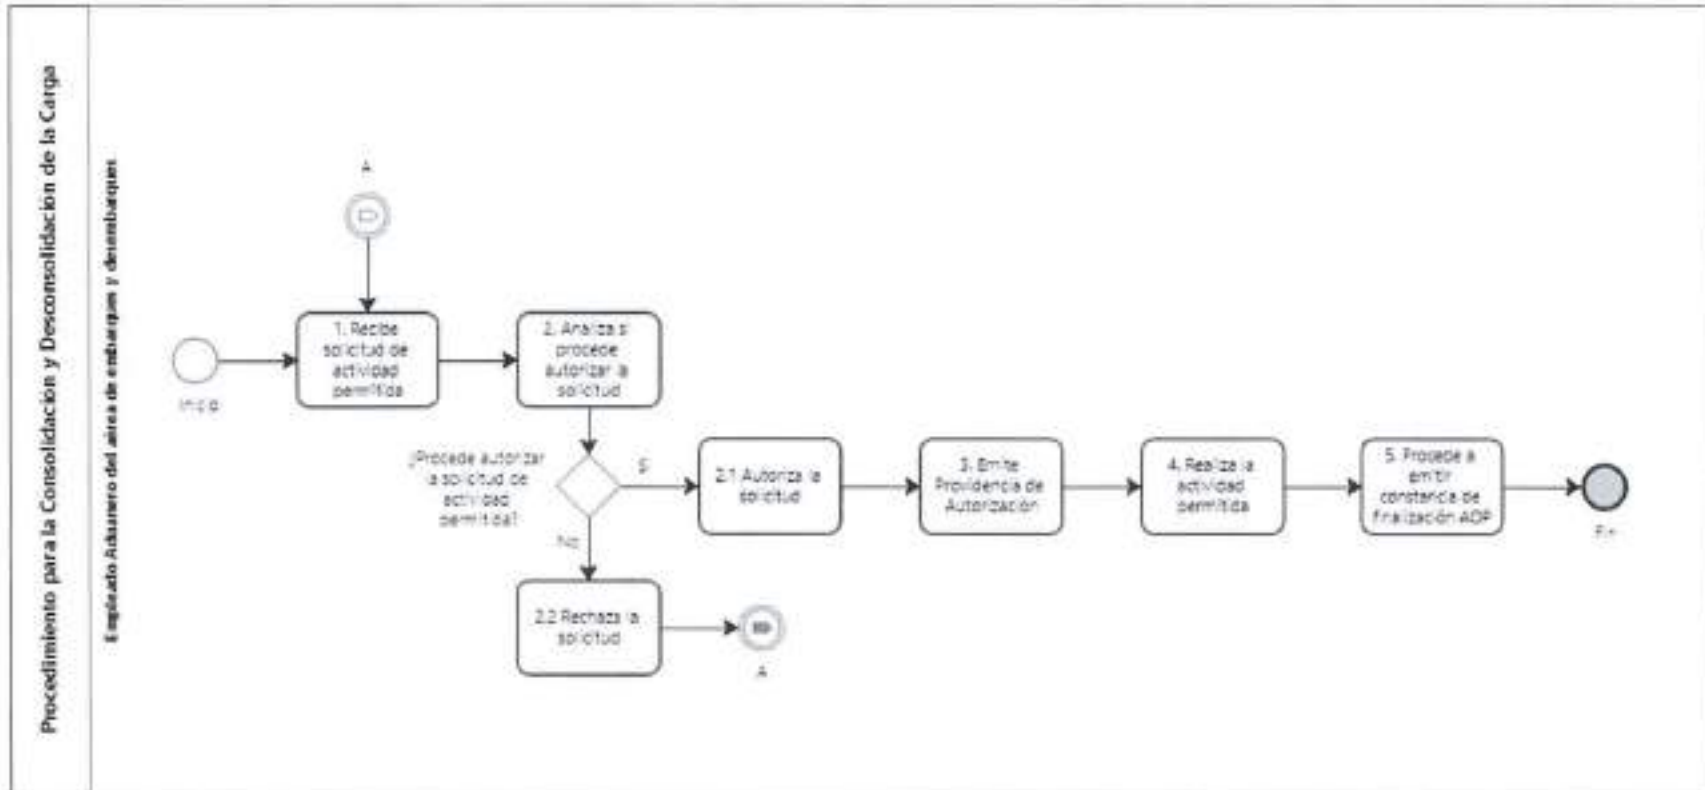 Procedimiento para la Consolidación y Desconsolidación de la Carga
Empleado Aduanero del área de embarques y desembarques
A
Inicio
1. Recibe
solicitud de
actividad
permitida
2. Analiza si
procede
autorizar la
solicitud
¿Procede autorizar
la solicitud de
actividad
permitida?
Sí
No
2.1 Autoriza la
solicitud
3. Emite
Providencia de
Autorización
4. Realiza la
actividad
permitida
5. Procede a
emitir
constancia de
finalización AOP
Fin
2.2 Rechaza la
solicitud
A